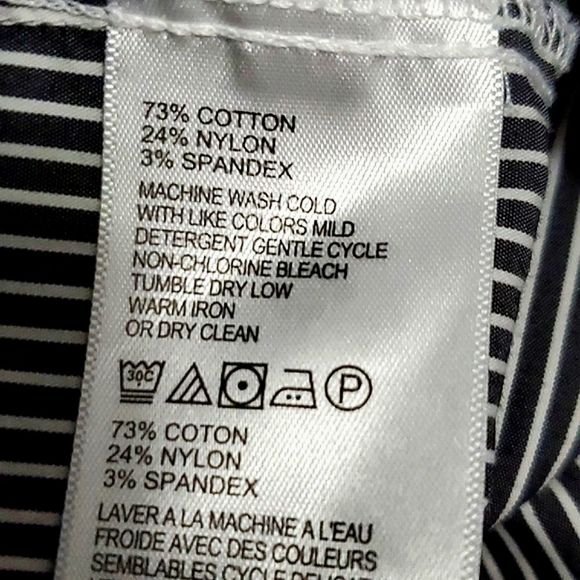 73% COTTON
24% NYLON
3% SPANDEX
MACHINE WASH COLD
WITH LIKE COLORS MILD
DETERGENT GENTLE CYCLE
NON-CHLORINE BLEACH
TUMBLE DRY LOW
WARM IRON
OR DRY CLEAN
30C P
73% COTON
24% NYLON
3% SPANDEX
LAVER A LA MACHINE A L'EAU
FROIDE AVEC DES COULEURS
SEMBLABLES CYCLE